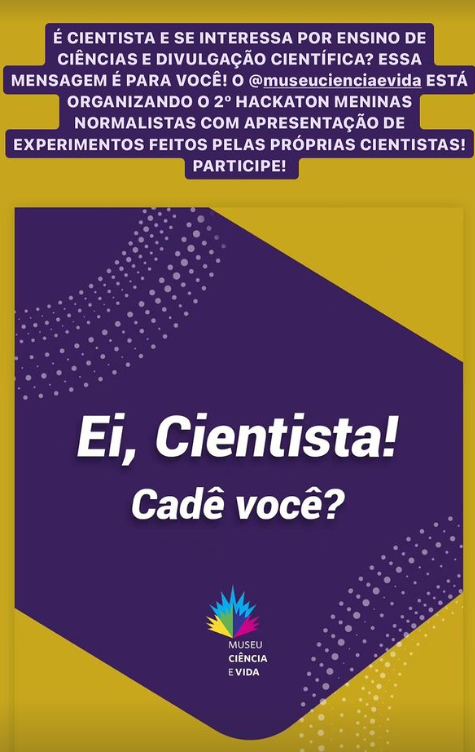 É CIENTISTA E SE INTERESSA POR ENSINO DE
CIÊNCIAS E DIVULGAÇÃO CIENTÍFICA? ESSA
MENSAGEM É PARA VOCÊ! O @museucienciaevida ESTÁ
ORGANIZANDO O 2º HACKATON MENINAS
NORMALISTAS COM APRESENTAÇÃO DE
EXPERIMENTOS FEITOS PELAS PRÓPRIAS CIENTISTAS!
PARTICIPE!
Ei, Cientista!
Cadê você?
MUSEU
CIÊNCIA
E VIDA